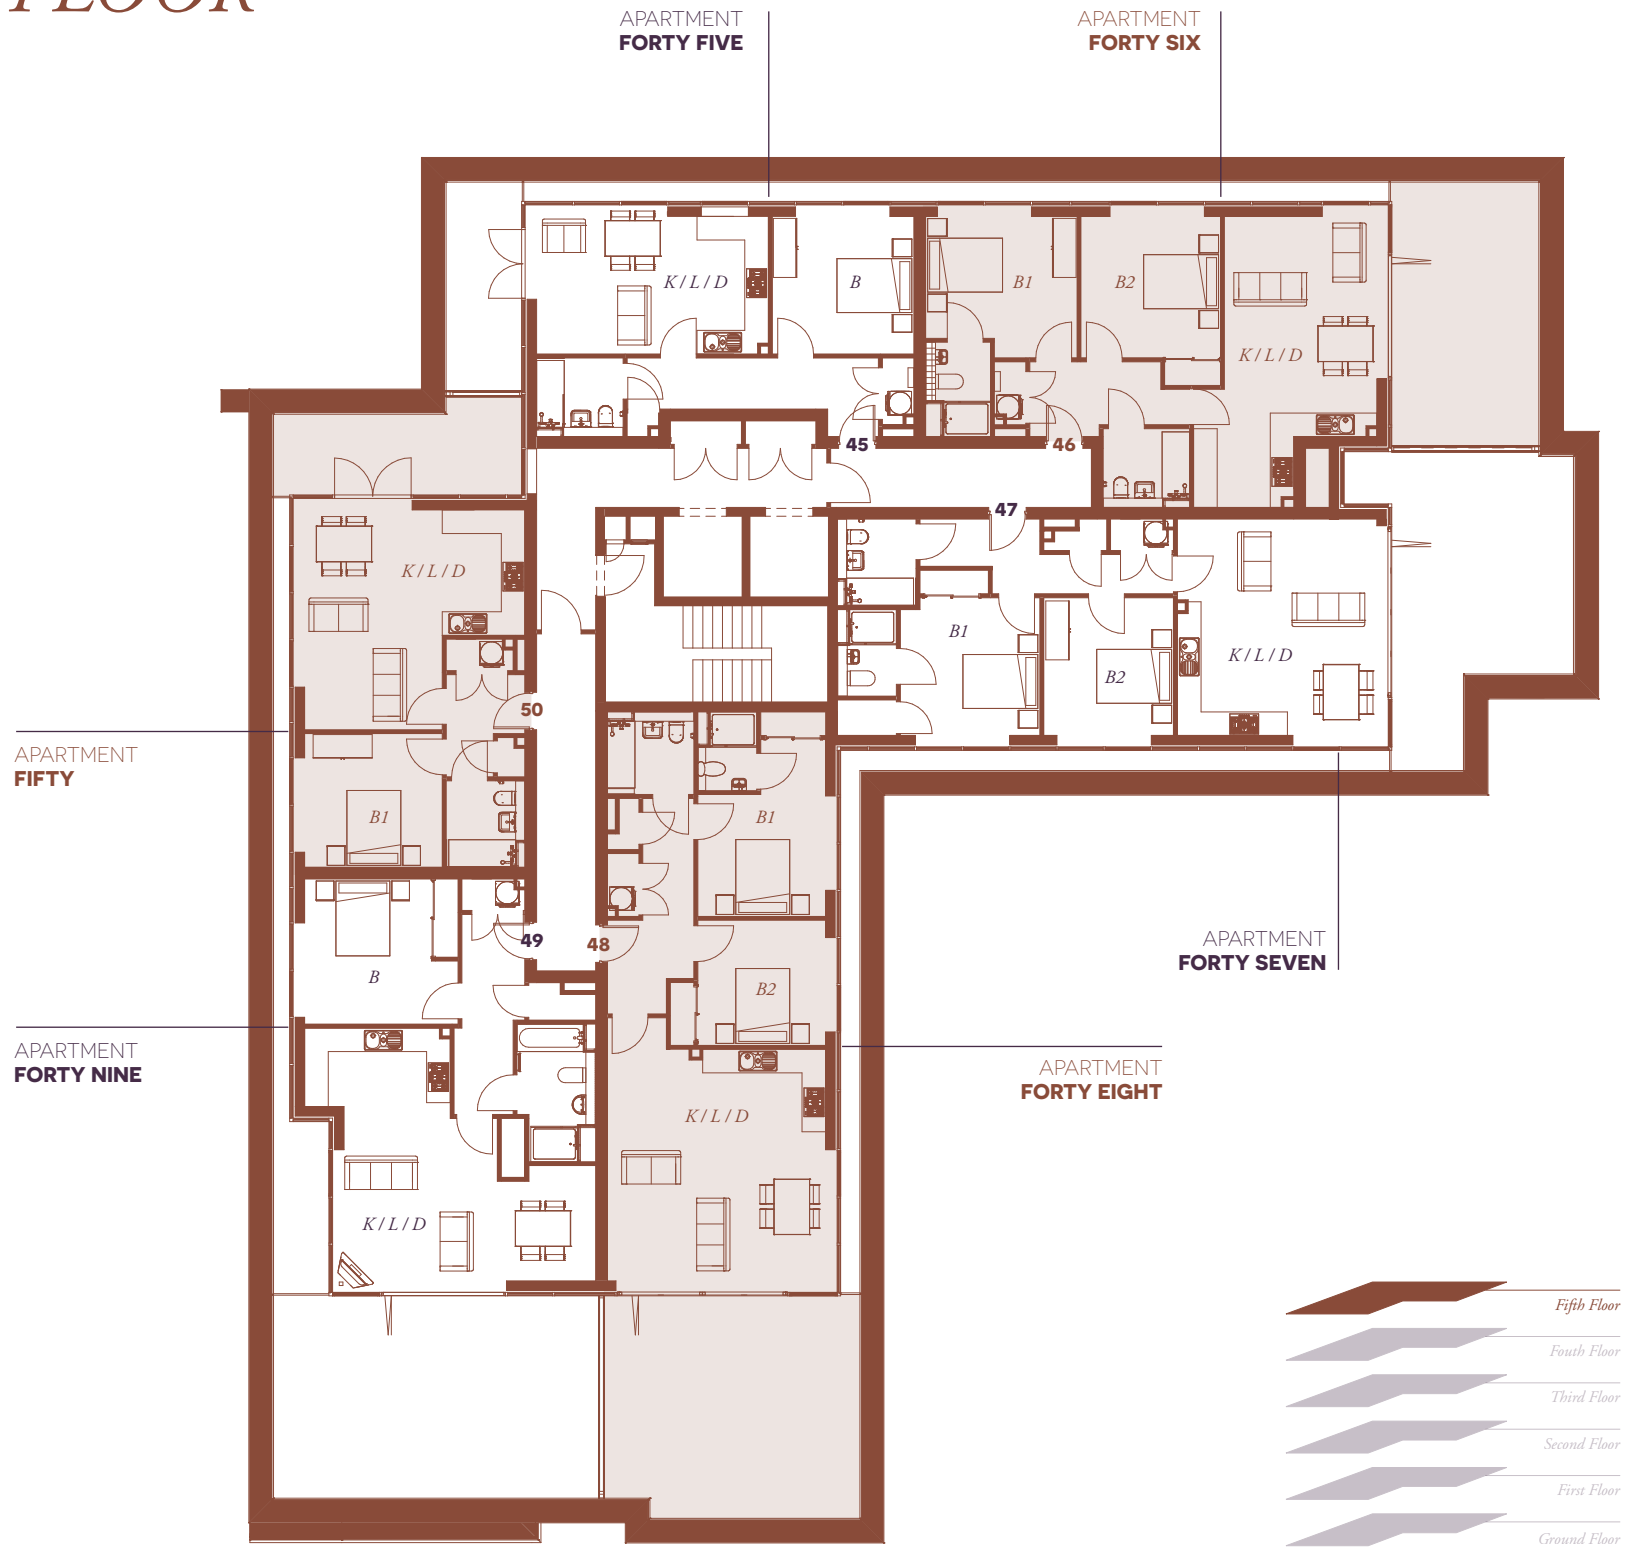 FLOOR
APARTMENT
FORTY FIVE
APARTMENT
FORTY SIX
K / L / D
B
B1
B2
K / L / D
45
46
47
K / L / D
B1
B2
K / L / D
50
APARTMENT
FIFTY
B1
B1
49
48
B
B2
APARTMENT
FORTY SEVEN
APARTMENT
FORTY NINE
APARTMENT
FORTY EIGHT
K / L / D
K / L / D
Fifth Floor
Fouth Floor
Third Floor
Second Floor
First Floor
Ground Floor